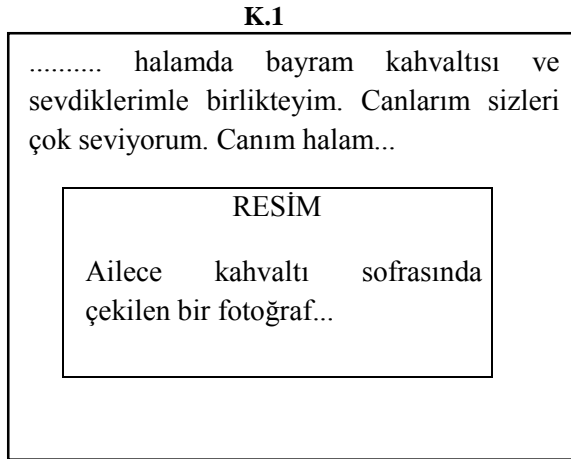 K.1
.......... halamda bayram kahvaltısı ve
sevdiklerimle birlikteyim. Canlarım sizleri
çok seviyorum. Canım halam...
RESİM
Ailece kahvaltı sofrasında
çekilen bir fotoğraf...